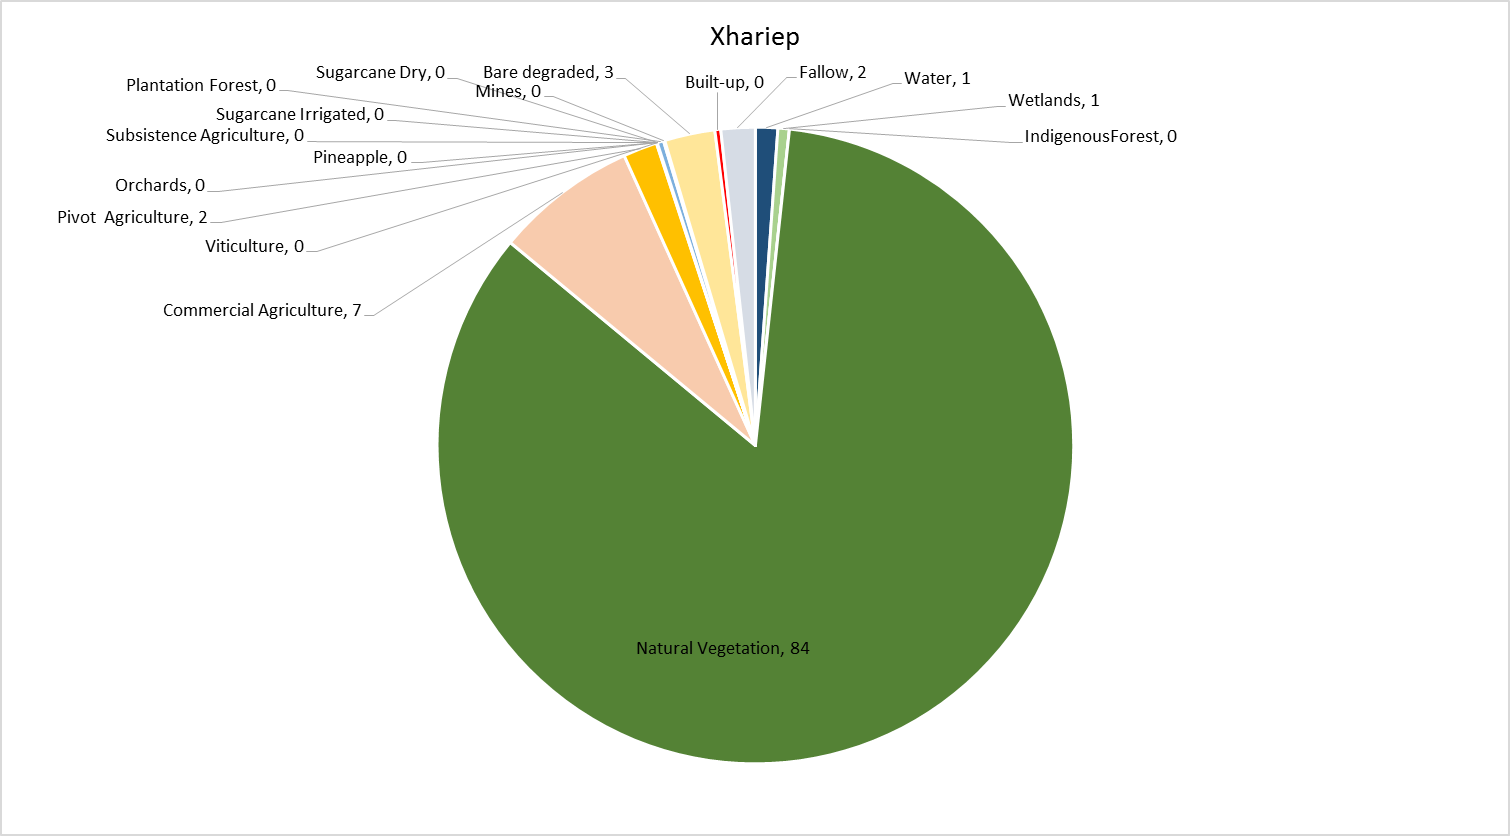 Xhariep
Sugarcane Dry, 0
Bare degraded, 3
Fallow, 2
Water, 1
Plantation Forest, 0
Mines, 0
Built-up, 0
Wetlands, 1
Sugarcane Irrigated, 0
Subsistence Agriculture, 0
IndigenousForest, 0
Pineapple, 0
Orchards, 0
Pivot  Agriculture, 2
Viticulture, 0
Commercial Agriculture, 7
Natural Vegetation, 84